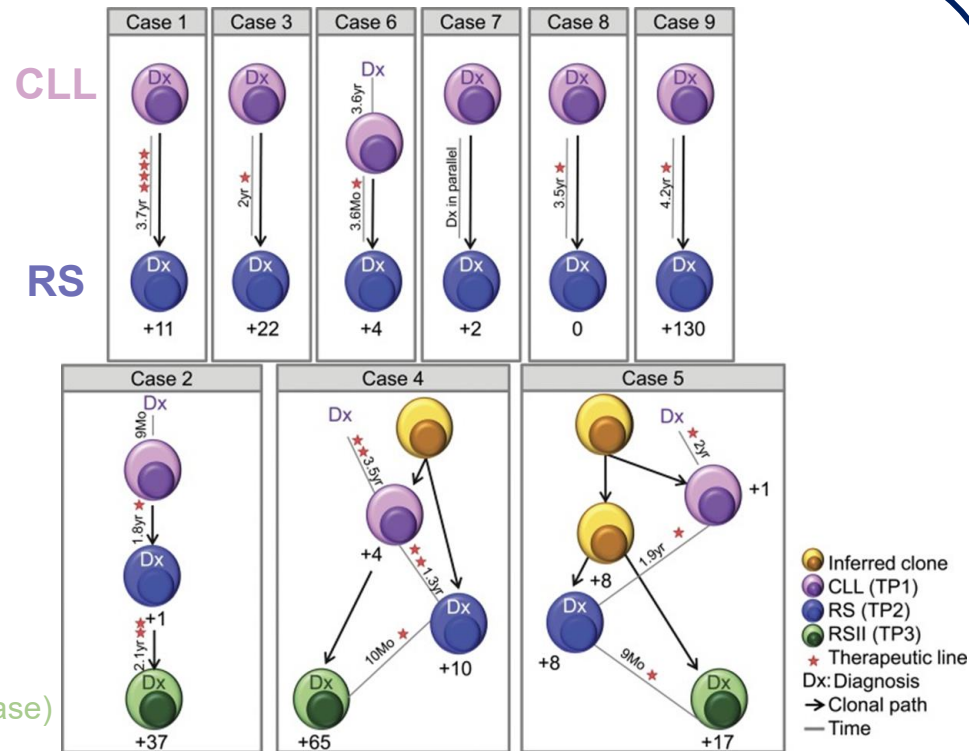 Case 1
Case 3
Case 6
Case 7
Case 8
Case 9
CLL
Dx
Dx
Dx
Dx
Dx
Dx
3.6yr
3.7yr
2yr
3.6Mo
Dx in parallel
3.5yr
4.2yr
RS
Dx
Dx
Dx
Dx
Dx
Dx
+11
+22
+4
+2
0
+130
Case 2
Dx
9Mo
1.8yr
Dx
+1
2.1yr
Dx
+37
Case 4
Dx
3.5yr
+4
1.3yr
Dx
+10
10Mo
Dx
+65
Case 5
Dx
2yr
+1
+8
1.9yr
Dx
+8
9Mo
Dx
+17
ase)
Inferred clone
CLL (TP1)
RS (TP2)
RSII (TP3)
Therapeutic line
Dx: Diagnosis
Clonal path
Time